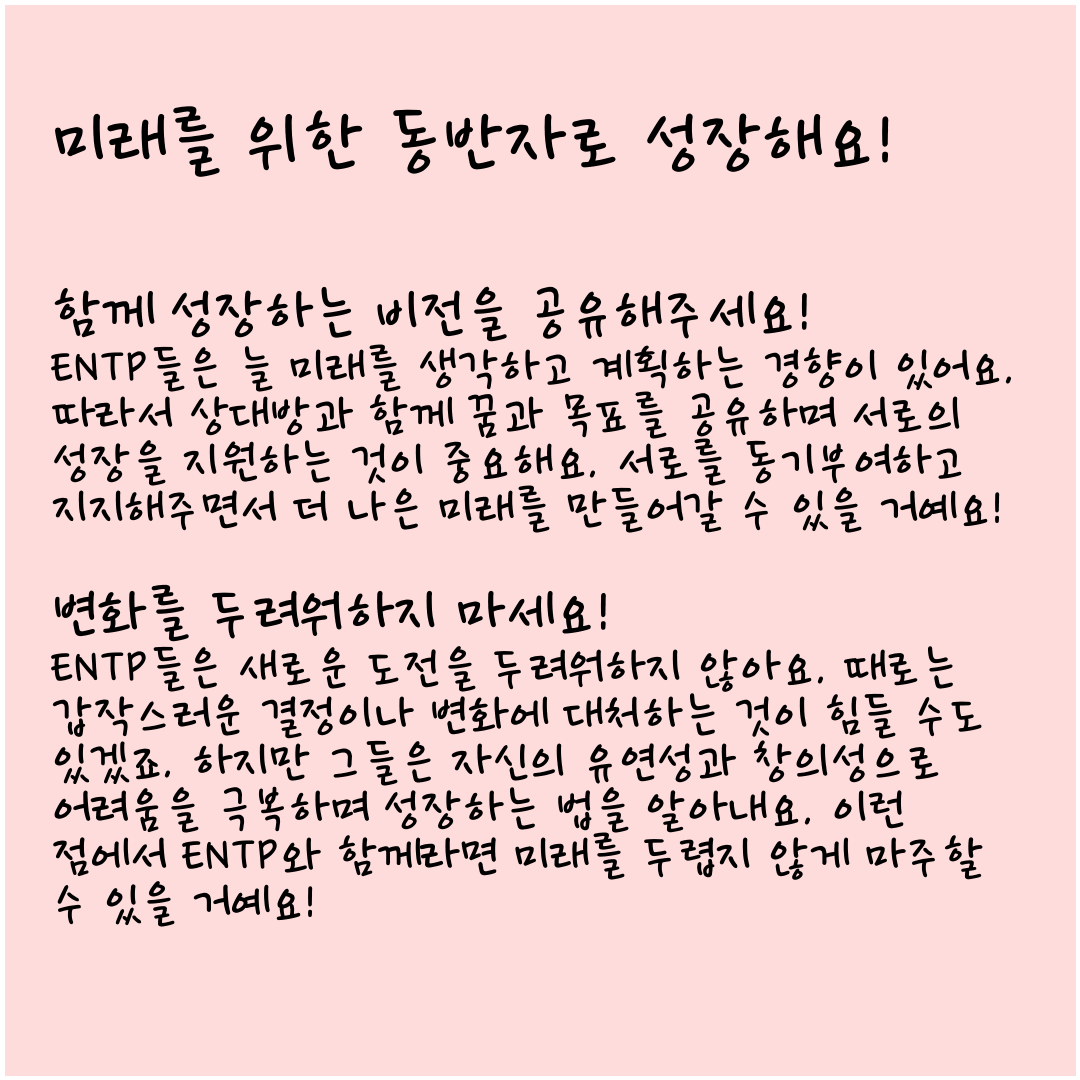 미래를 위한 동반자로 성장해요!
함께 성장하는 비전을 공유해주세요!
ENTP들은 늘 미래를 생각하고 계획하는 경향이 있어요.
따라서 상대방과 함께 꿈과 목표를 공유하며 서로의
성장을 지원하는 것이 중요해요. 서로를 동기부여하고
지지해주면서 더 나은 미래를 만들어갈 수 있을 거예요!
변화를 두려워하지 마세요!
ENTP들은 새로운 도전을 두려워하지 않아요. 때로는
갑작스러운 결정이나 변화에 대처하는 것이 힘들 수도
있겠죠. 하지만 그들은 자신의 유연성과 창의성으로
어려움을 극복하며 성장하는 법을 알아내요. 이런
점에서 ENTP와 함께라면 미래를 두렵지 않게 마주할
수 있을 거예요!